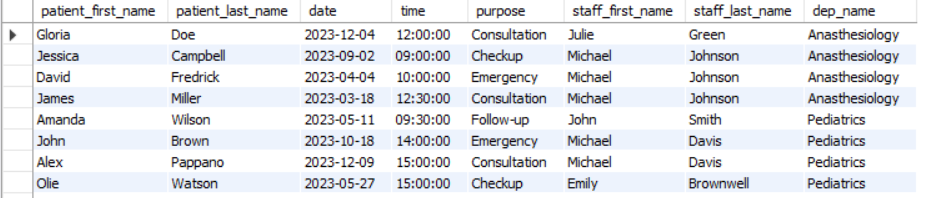 patient_first_name patient_last_name date time purpose staff_first_name staff_last_name dep_name
Gloria Doe 2023-12-04 12:00:00 Consultation Julie Green Anasthesiology
Jessica Campbell 2023-09-02 09:00:00 Checkup Michael Johnson Anasthesiology
David Fredrick 2023-04-04 10:00:00 Emergency Michael Johnson Anasthesiology
James Miller 2023-03-18 12:30:00 Consultation Michael Johnson Anasthesiology
Amanda Wilson 2023-05-11 09:30:00 Follow-up John Smith Pediatrics
John Brown 2023-10-18 14:00:00 Emergency Michael Davis Pediatrics
Alex Pappano 2023-12-09 15:00:00 Consultation Michael Davis Pediatrics
Olie Watson 2023-05-27 15:00:00 Checkup Emily Brownwell Pediatrics